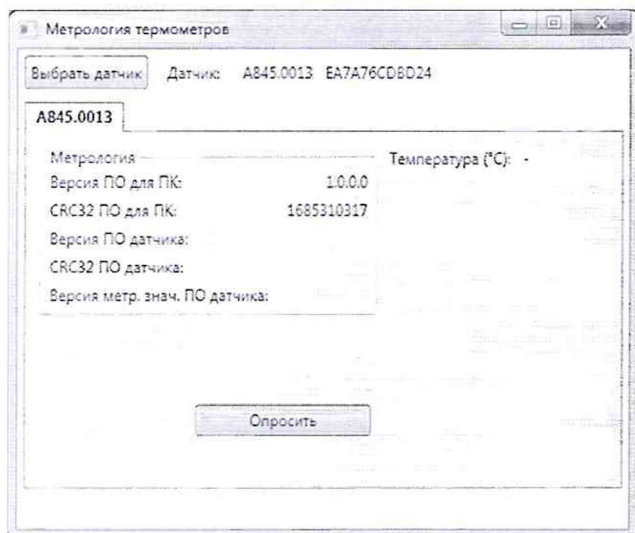 Метрология термометров
Выбрать датчик Датчик: A845.0013 EA7A76CD8D24
A845.0013
Метрология
Температура (°C): -
Версия ПО для ПК: 1.0.0.0
CRC32 ПО для ПК: 1685310317
Версия ПО датчика:
CRC32 ПО датчика:
Версия метр. знач. ПО датчика:
Опросить